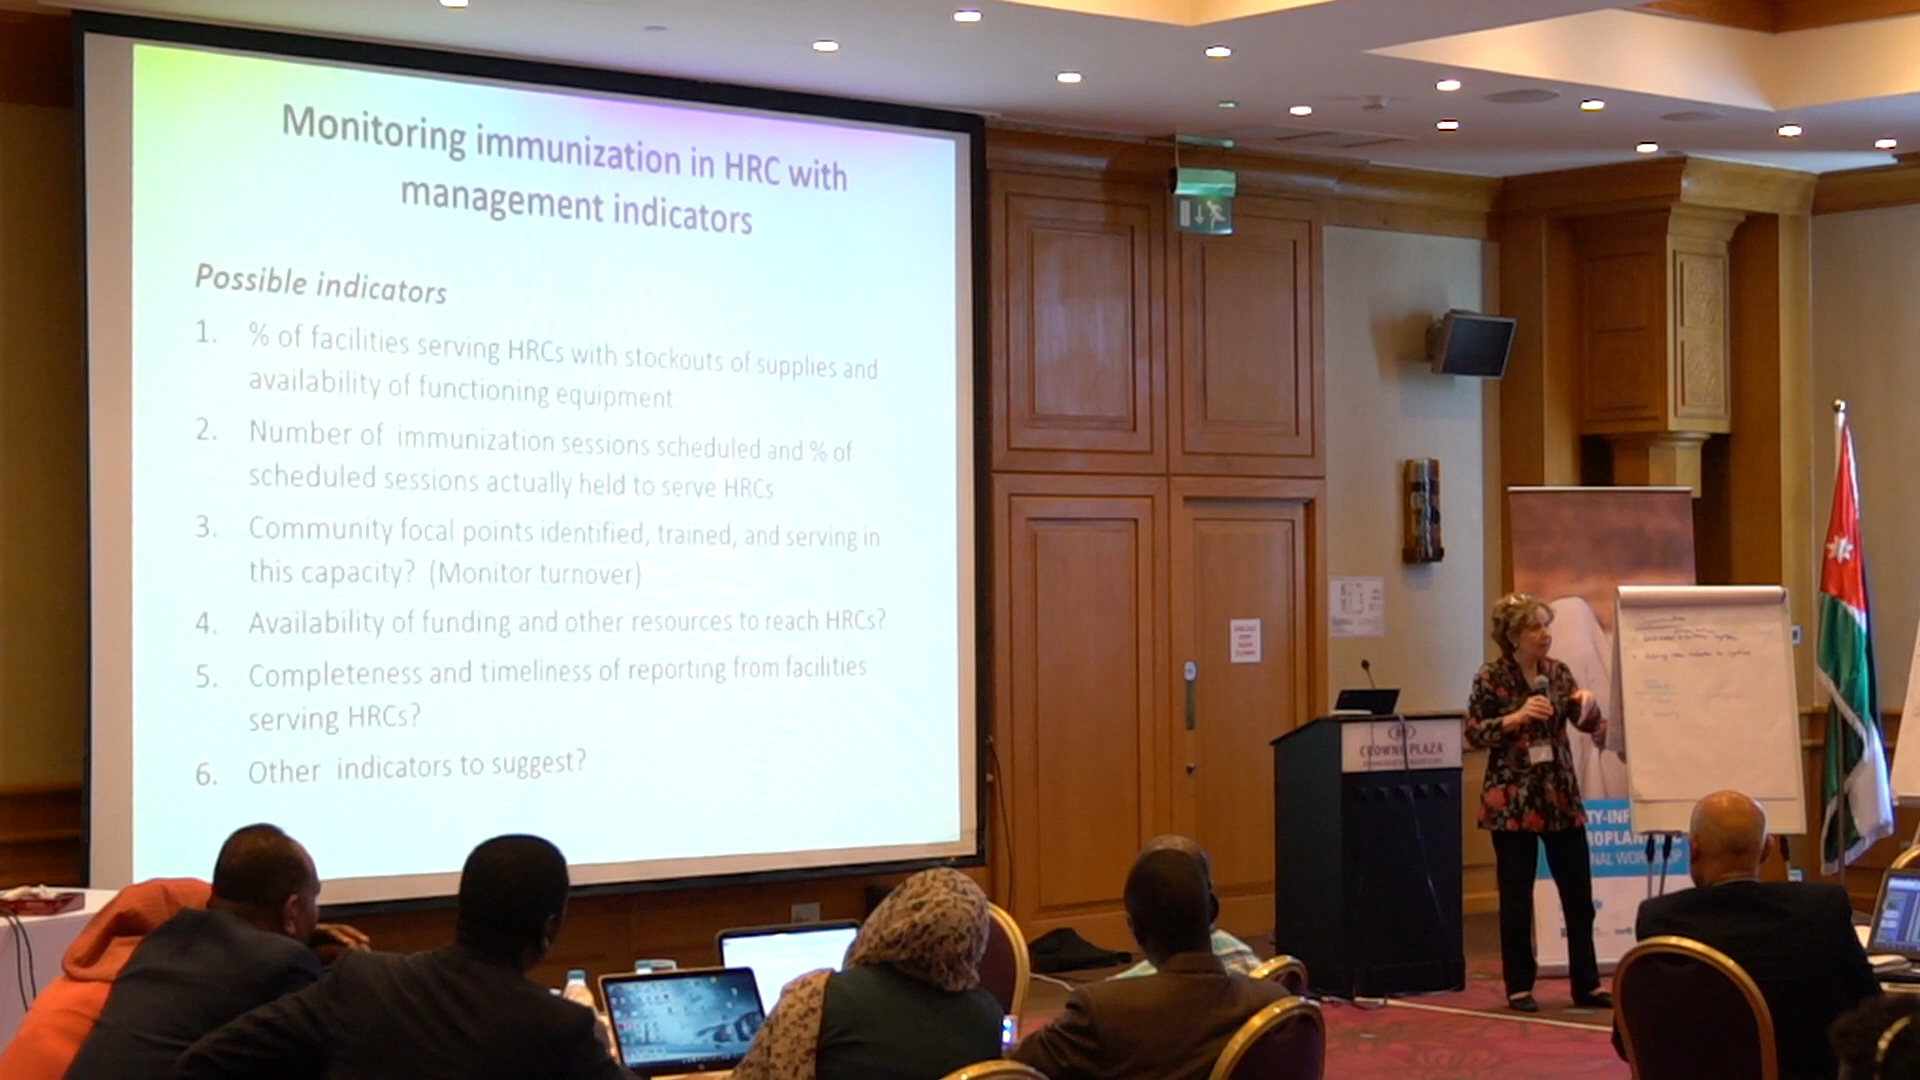 Monitoring immunization in HRC with
management indicators
Possible indicators
1. % of facilities serving HRCs with stockouts of supplies and
availability of functioning equipment
2. Number of immunization sessions scheduled and % of
scheduled sessions actually held to serve HRCs
3. Community focal points identified, trained, and serving in
this capacity? (Monitor turnover)
4. Availability of funding and other resources to reach HRCs?
5. Completeness and timeliness of reporting from facilities
serving HRCs?
6. Other indicators to suggest?
CROWNE PLAZA